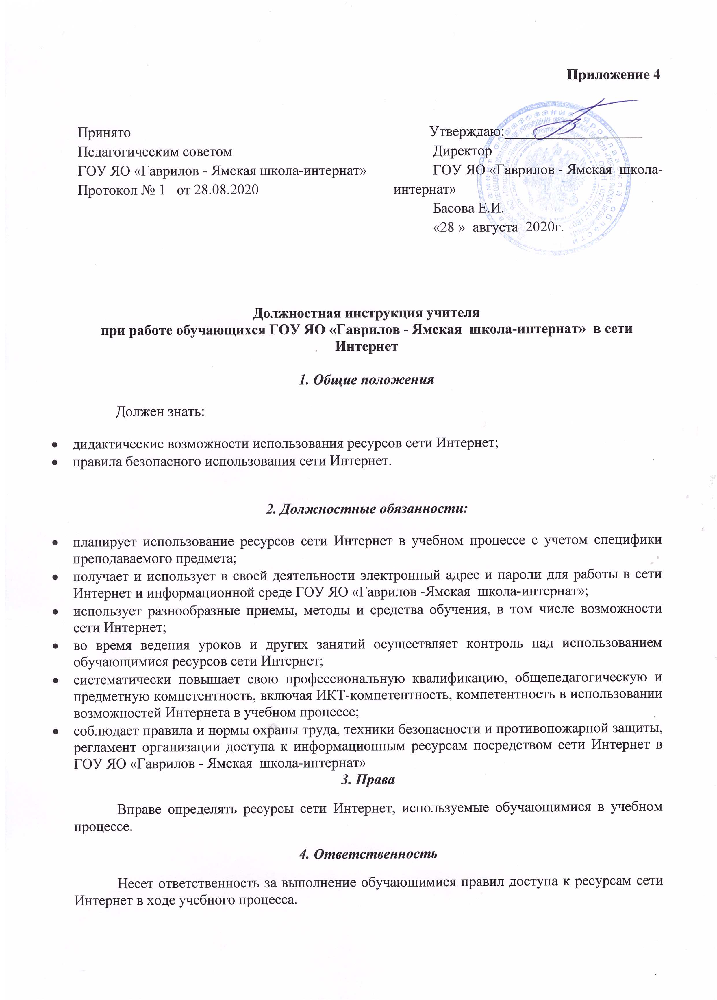 Приложение 4
Принято
Педагогическим советом
ГОУ ЯО «Гаврилов - Ямская школа-интернат»
Протокол № 1 от 28.08.2020
Утверждаю:___________________
Директор
ГОУ ЯО «Гаврилов - Ямская школа-
интернат»
Басова Е.И.
«28 » августа 2020г.
Должностная инструкция учителя
при работе обучающихся ГОУ ЯО «Гаврилов - Ямская школа-интернат» в сети
Интернет
1. Общие положения
Должен знать:
• дидактические возможности использования ресурсов сети Интернет;
• правила безопасного использования сети Интернет.
2. Должностные обязанности:
• планирует использование ресурсов сети Интернет в учебном процессе с учетом специфики
преподаваемого предмета;
• получает и использует в своей деятельности электронный адрес и пароли для работы в сети
Интернет и информационной среде ГОУ ЯО «Гаврилов -Ямская школа-интернат»;
• использует разнообразные приемы, методы и средства обучения, в том числе возможности
сети Интернет;
• во время ведения уроков и других занятий осуществляет контроль над использованием
обучающимися ресурсов сети Интернет;
• систематически повышает свою профессиональную квалификацию, общепедагогическую и
предметную компетентность, включая ИКТ-компетентность, компетентность в использовании
возможностей Интернета в учебном процессе;
• соблюдает правила и нормы охраны труда, техники безопасности и противопожарной защиты,
регламент организации доступа к информационным ресурсам посредством сети Интернет в
ГОУ ЯО «Гаврилов - Ямская школа-интернат»
3. Права
Вправе определять ресурсы сети Интернет, используемые обучающимися в учебном
процессе.
4. Ответственность
Несет ответственность за выполнение обучающимися правил доступа к ресурсам сети
Интернет в ходе учебного процесса.